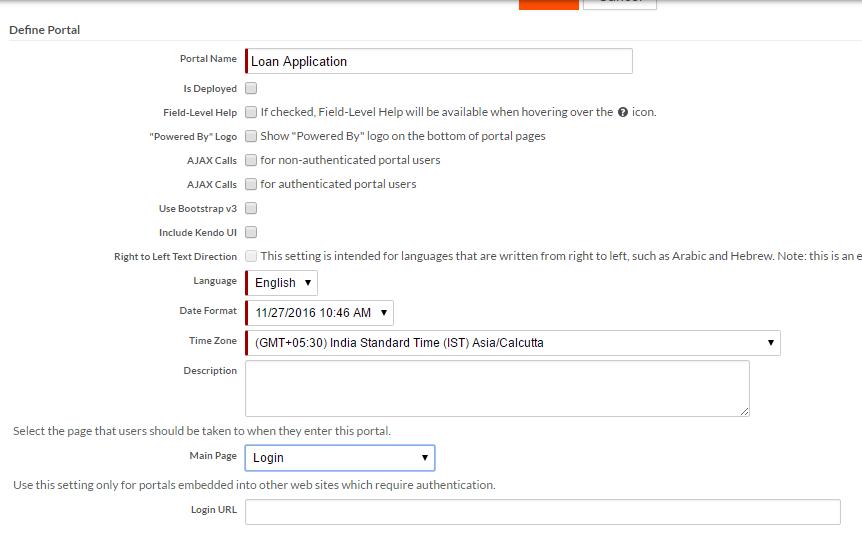 Cancel
Define Portal
Portal Name Loan Application
Is Deployed
Field-Level Help If checked, Field-Level Help will be available when hovering over the ? icon.
"Powered By" Logo Show "Powered By" logo on the bottom of portal pages
AJAX Calls for non-authenticated portal users
AJAX Calls for authenticated portal users
Use Bootstrap v3
Include Kendo UI
Right to Left Text Direction This setting is intended for languages that are written from right to left, such as Arabic and Hebrew. Note: this is an e
Language English
Date Format 11/27/2016 10:46 AM
Time Zone (GMT+05:30) India Standard Time (IST) Asia/Calcutta
Description
Select the page that users should be taken to when they enter this portal.
Main Page Login
Use this setting only for portals embedded into other web sites which require authentication.
Login URL